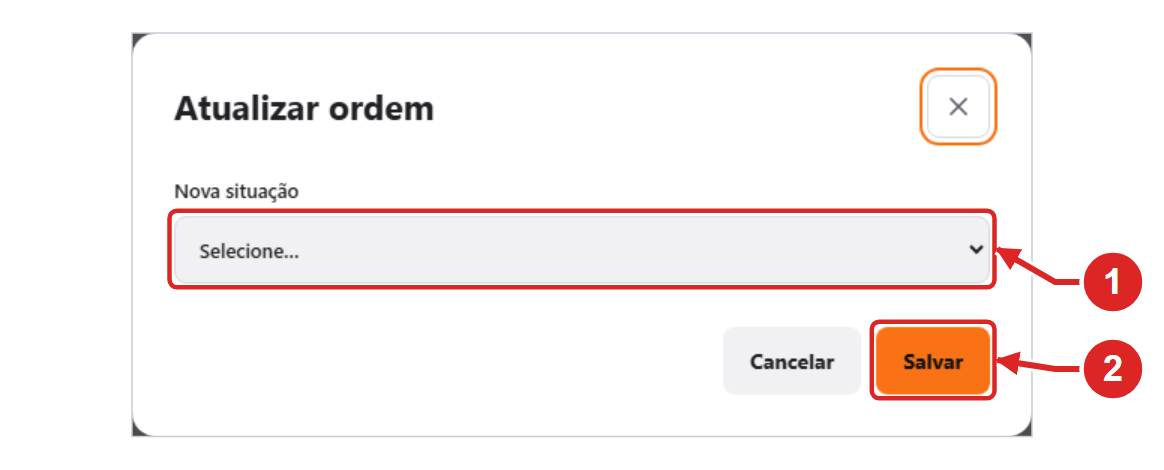 Atualizar ordem
Nova situação
Selecione...
1
Cancelar
Salvar
2